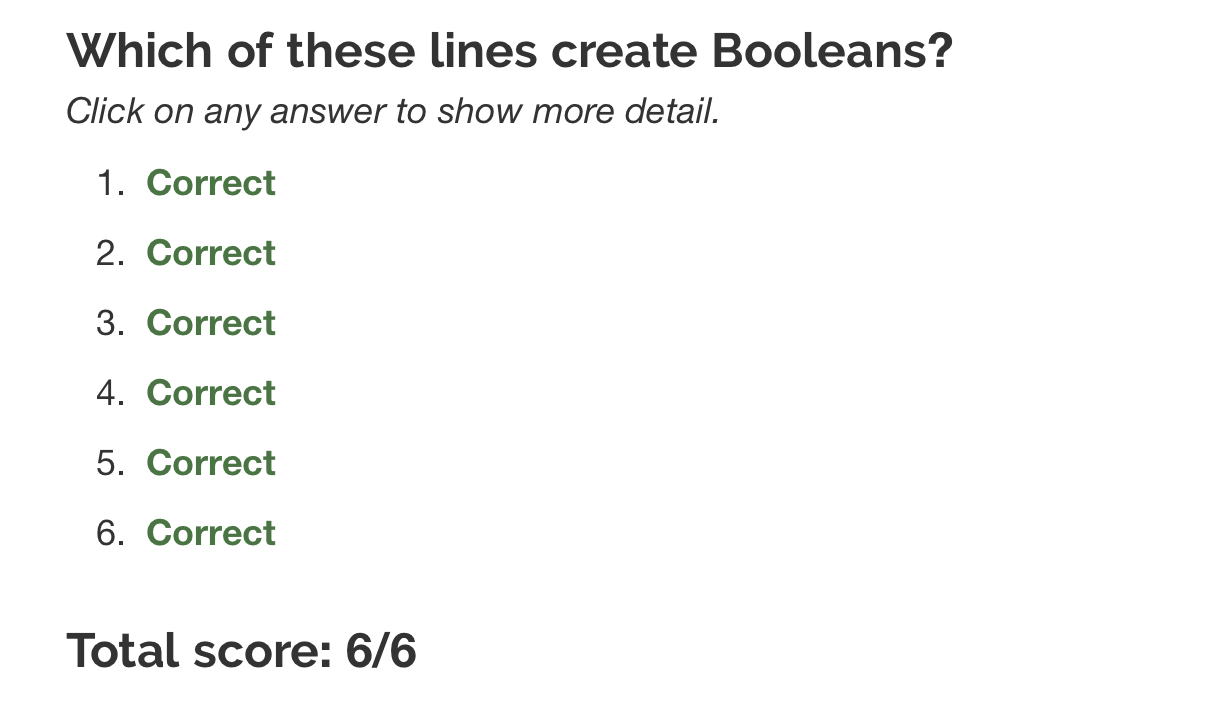 Which of these lines create Booleans?
Click on any answer to show more detail.
1. Correct
2. Correct
3. Correct
4. Correct
5. Correct
6. Correct
Total score: 6/6